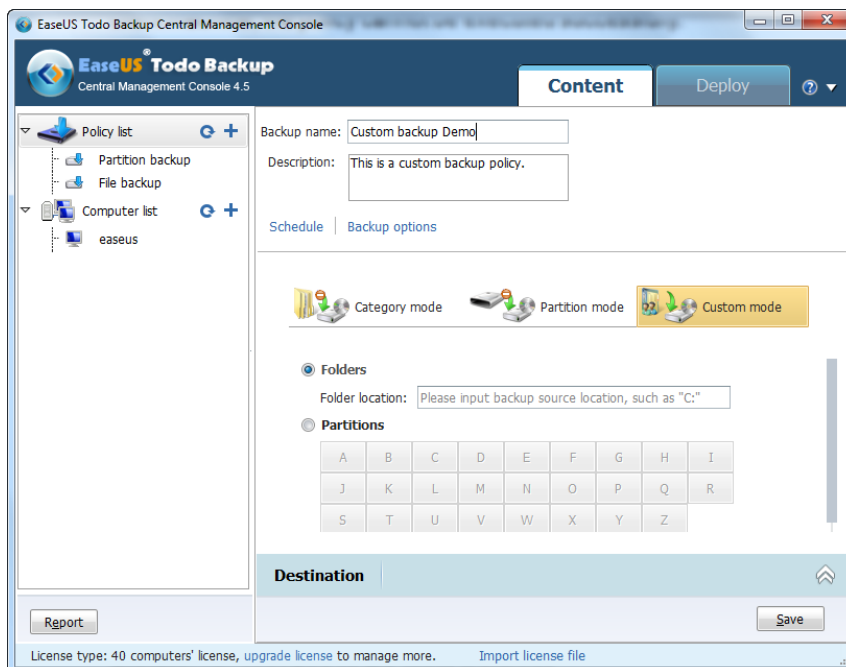 EaseUS Todo Backup Central Management Console
EaseUS® Todo Backup
Central Management Console 4.5
Content
Deploy
Policy list
Partition backup
File backup
Computer list
easeus
Backup name: Custom backup Demo
Description: This is a custom backup policy.
Schedule
Backup options
Category mode
Partition mode
Custom mode
Folders
Folder location: Please input backup source location, such as "C:"
Partitions
A B C D E F G H I
J K L M N O P Q R
S T U V W X Y Z
Destination
Report
Save
License type: 40 computers' license, upgrade license to manage more. Import license file